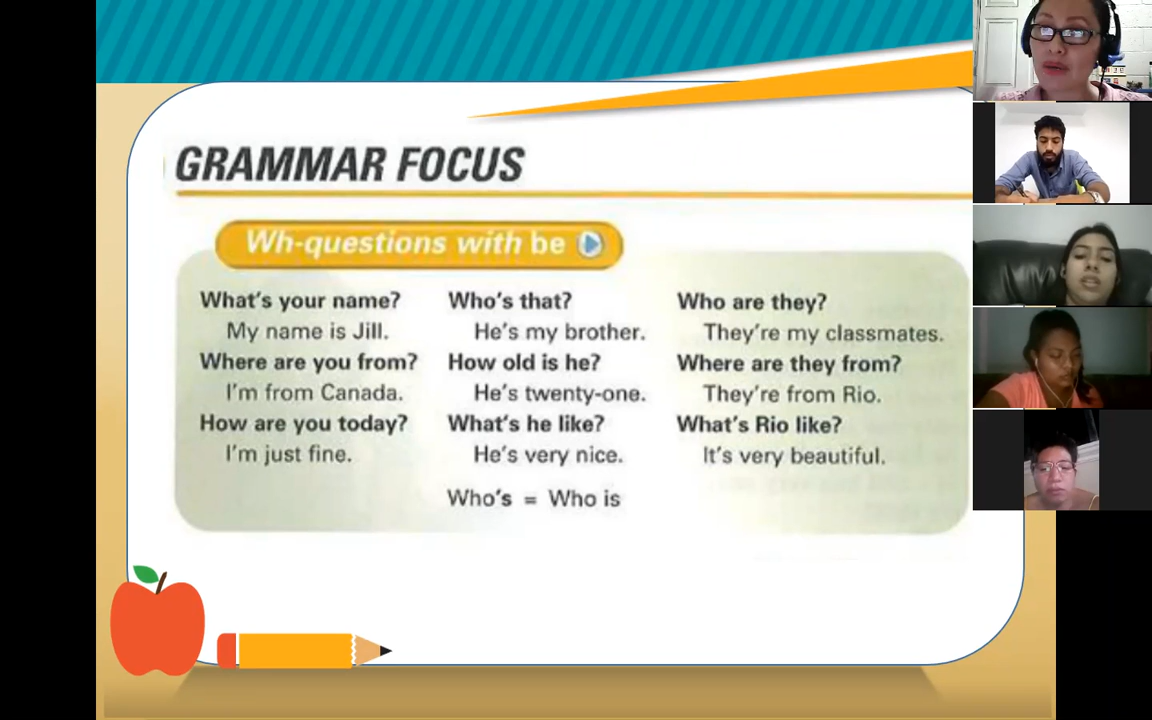 GRAMMAR FOCUS
Wh-questions with be
What's your name?
My name is Jill.
Where are you from?
I'm from Canada.
How are you today?
I'm just fine.
Who's that?
He's my brother.
How old is he?
He's twenty-one.
What's he like?
He's very nice.
Who's = Who is
Who are they?
They're my classmates.
Where are they from?
They're from Rio.
What's Rio like?
It's very beautiful.